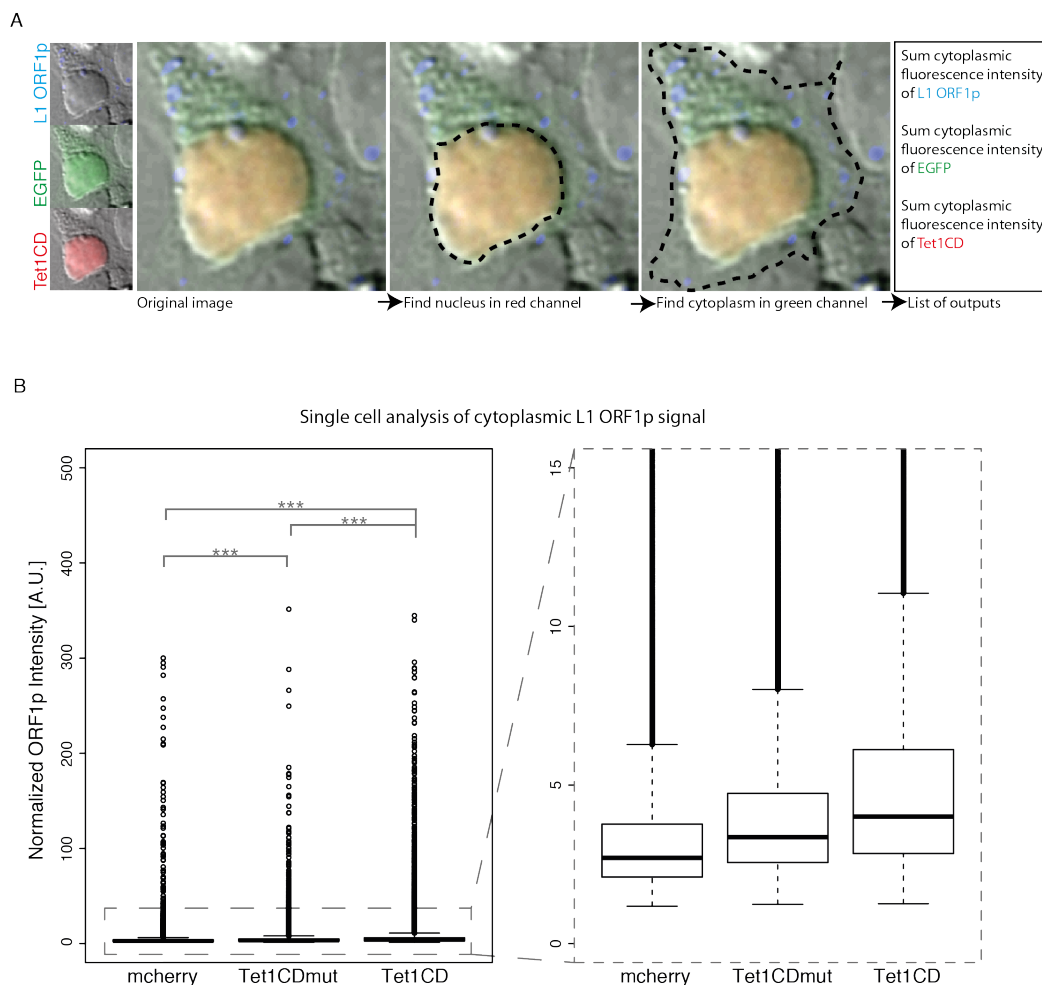 A
L1 ORF1p
EGFP
Tet1CD
Original image
Find nucleus in red channel
Find cytoplasm in green channel
List of outputs
Sum cytoplasmic
fluorescence intensity
of L1 ORF1p
Sum cytoplasmic
fluorescence intensity
of EGFP
Sum cytoplasmic
fluorescence intensity
of Tet1CD
B
Single cell analysis of cytoplasmic L1 ORF1p signal
Normalized ORF1p Intensity [A.U.]
500
400
300
200
100
0
***
***
***
mcherry
Tet1CDmut
Tet1CD
15
10
5
0
mcherry
Tet1CDmut
Tet1CD